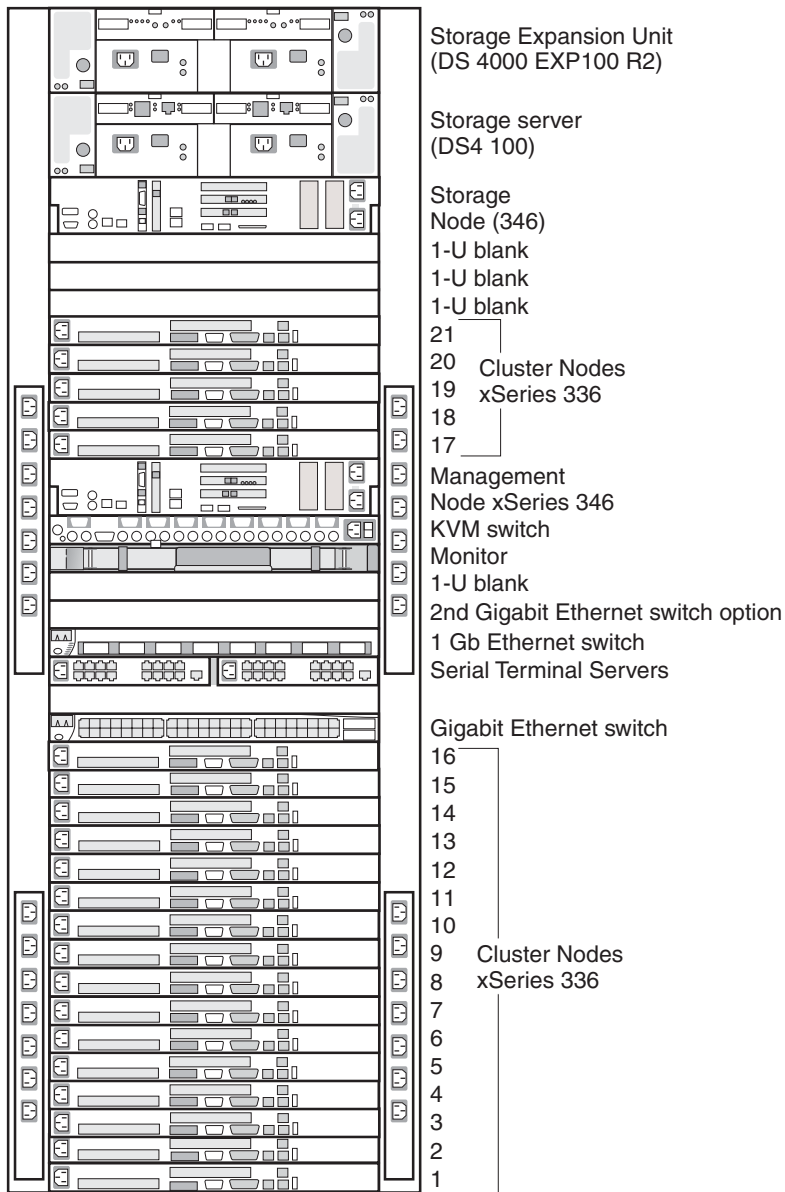 Storage Expansion Unit
(DS 4000 EXP100 R2)
Storage server
(DS4 100)
Storage
Node (346)
1-U blank
1-U blank
1-U blank
21
20
19
18
17
Cluster Nodes
xSeries 336
Management
Node xSeries 346
KVM switch
Monitor
1-U blank
2nd Gigabit Ethernet switch option
1 Gb Ethernet switch
Serial Terminal Servers
Gigabit Ethernet switch
16
15
14
13
12
11
10
9
8
7
6
5
4
3
2
1
Cluster Nodes
xSeries 336